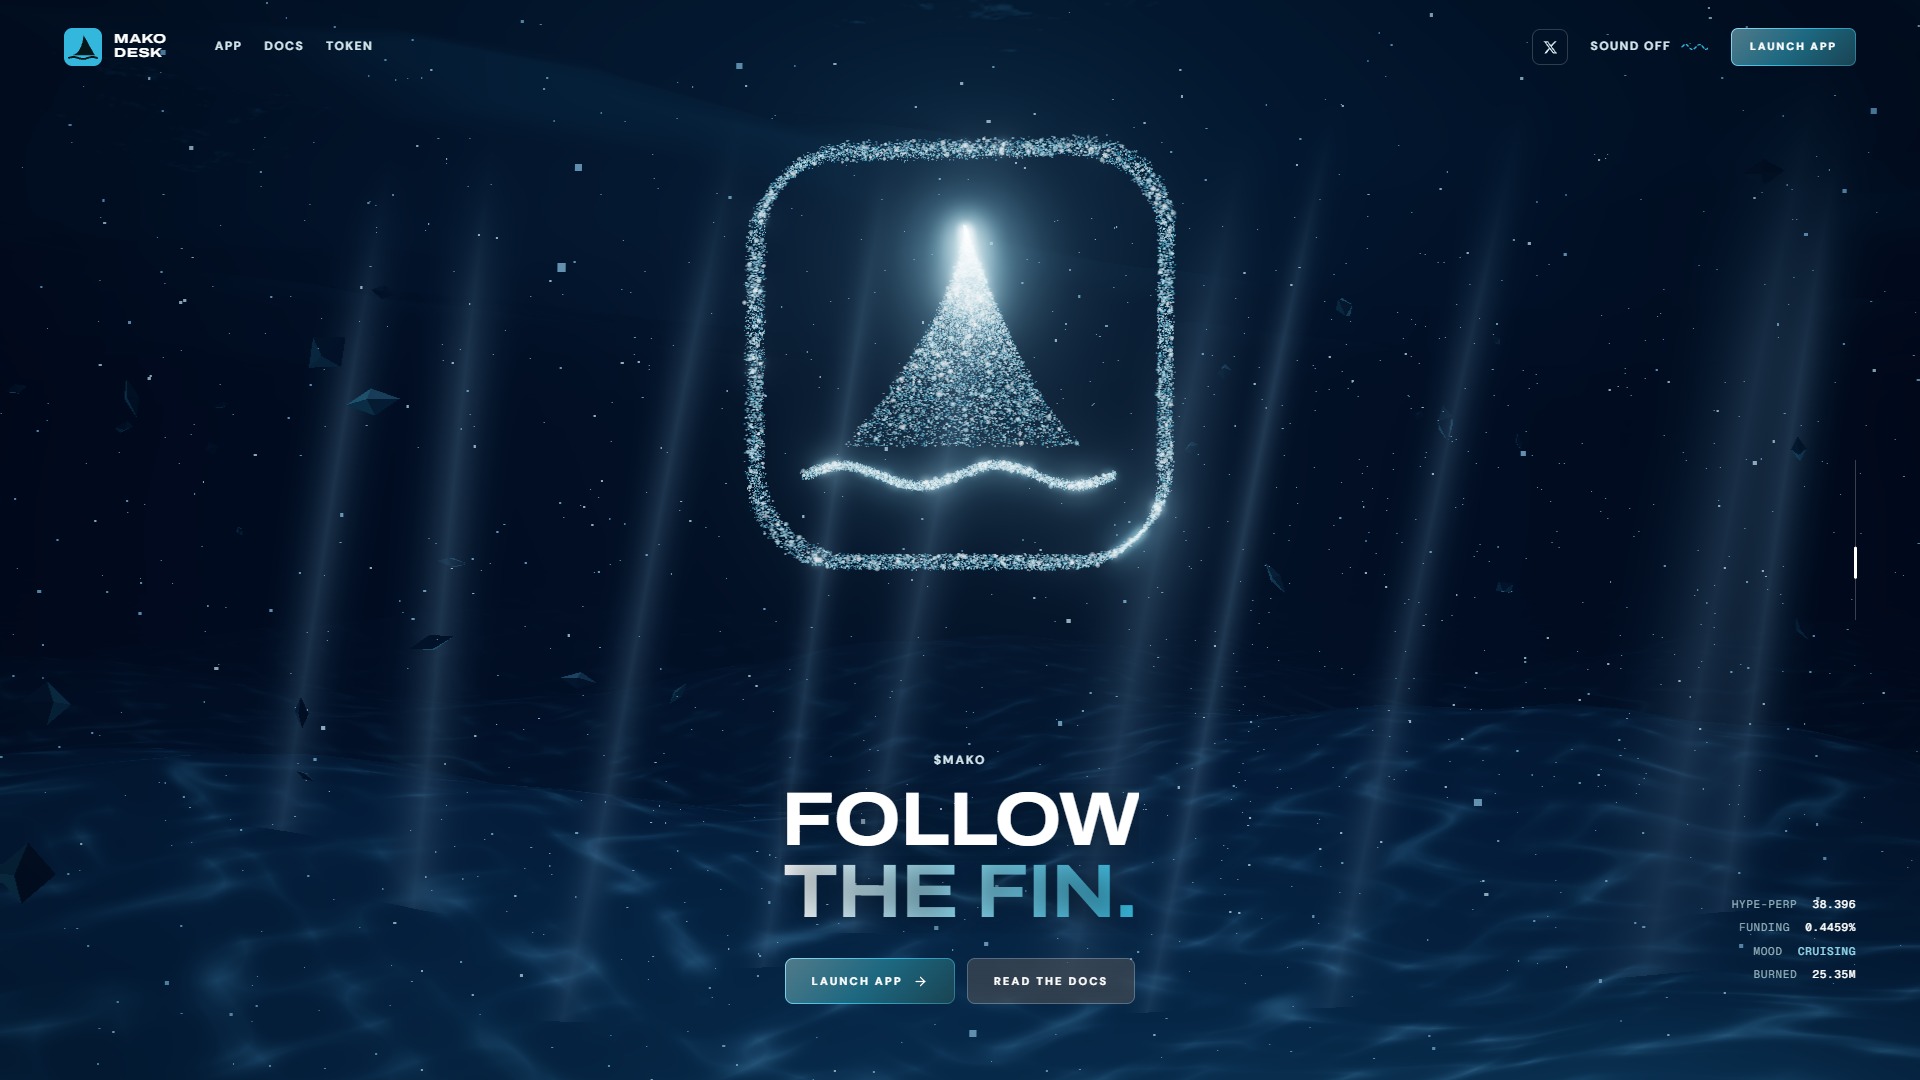 MAKO
DESK
APP
DOCS
TOKEN
SOUND OFF
LAUNCH APP
$MAKO
FOLLOW
THE FIN.
LAUNCH APP
READ THE DOCS
HYPE-PERP 38.396
FUNDING 0.4459%
MOOD CRUISING
BURNED 25.35M